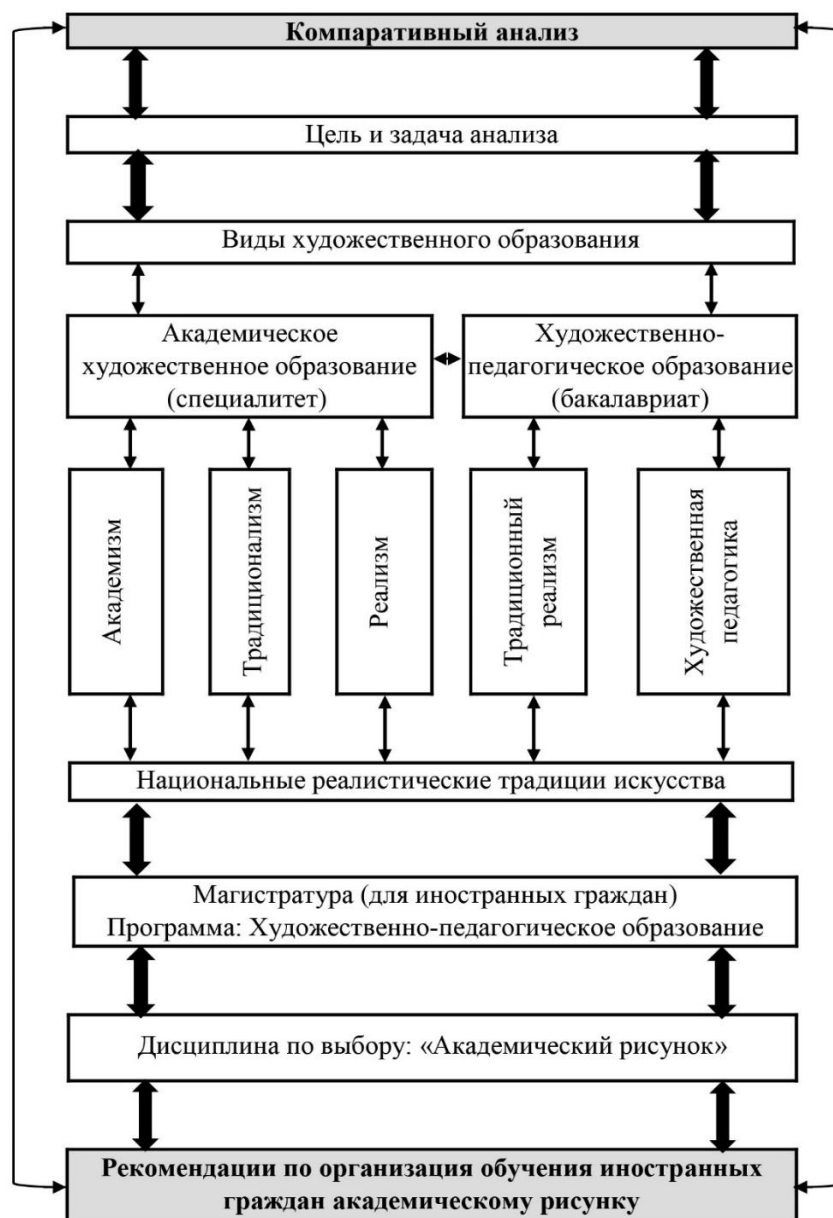 Компаративный анализ
Цель и задача анализа
Виды художественного образования
Академическое
художественное образование
(специалитет)
Художественно-
педагогическое образование
(бакалавриат)
Академизм
Традиционализм
Реализм
Традиционный
реализм
Художественная
педагогика
Национальные реалистические традиции искусства
Магистратура (для иностранных граждан)
Программа: Художественно-педагогическое образование
Дисциплина по выбору: «Академический рисунок»
Рекомендации по организация обучения иностранных
граждан академическому рисунку